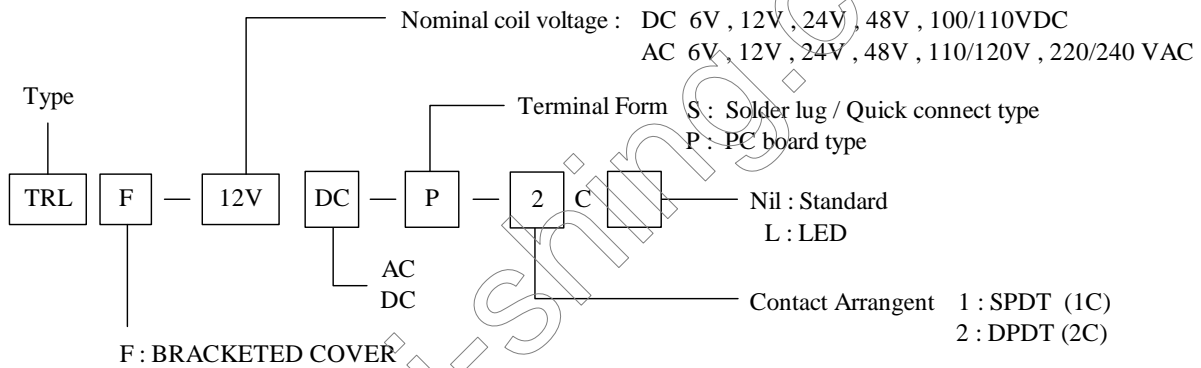 Nominal coil voltage : DC 6V , 12V , 24V , 48V , 100/110VDC
AC 6V , 12V , 24V , 48V , 110/120V , 220/240 VAC
Type
Terminal Form S : Solder lug / Quick connect type
P : PC board type
TRL F — 12V DC — P — 2 C
Nil : Standard
L : LED
AC
DC
Contact Arrangent 1 : SPDT (1C)
2 : DPDT (2C)
F : BRACKETED COVER
i-shing.c